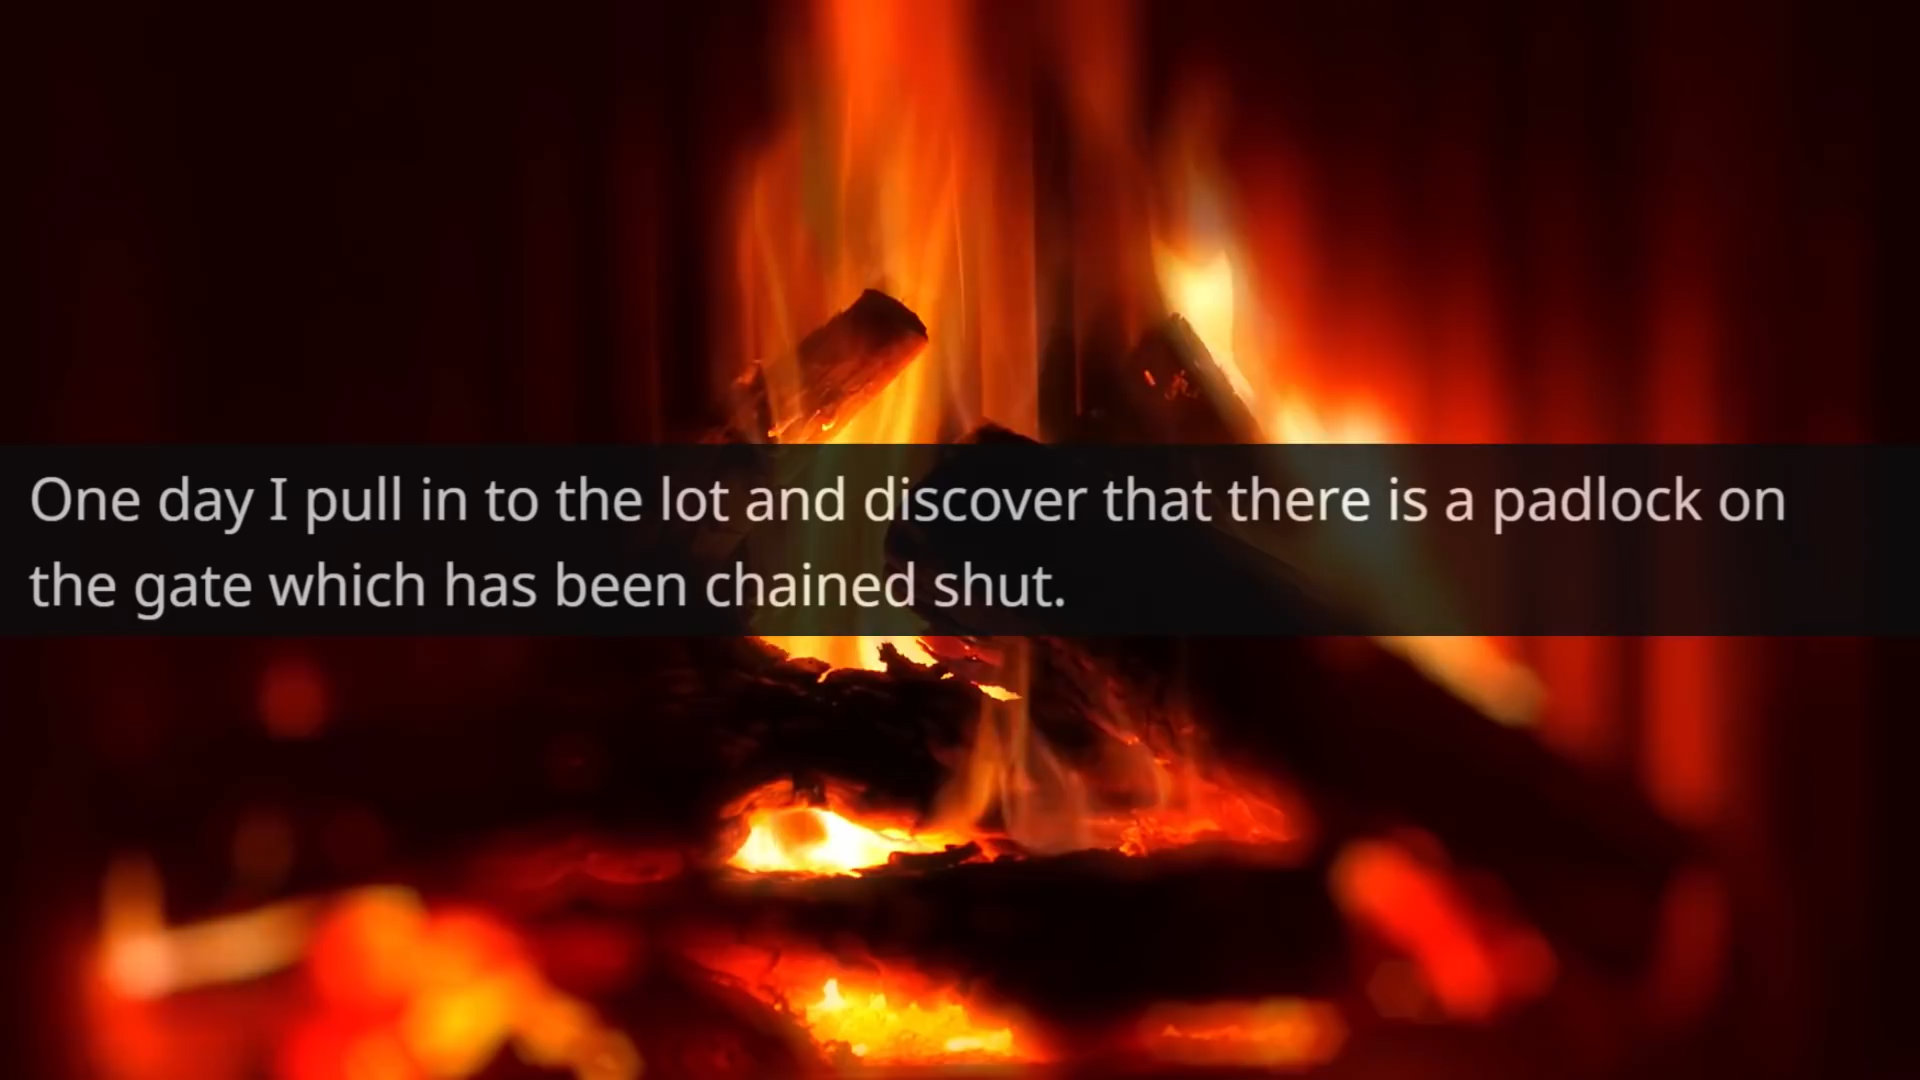 One day I pull in to the lot and discover that there is a padlock on
the gate which has been chained shut.